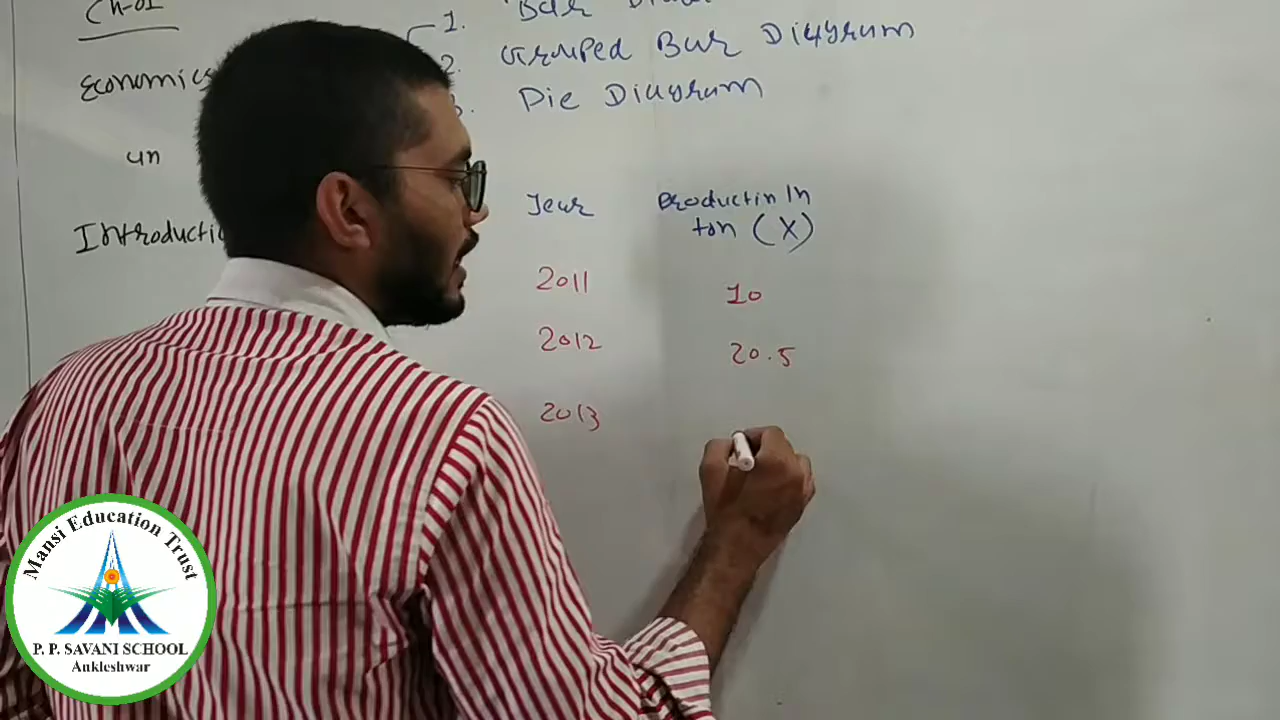 Ch-01
1. Bar
2. Grouped Bar Diagram
3. Pie Diagram
Economics
un
Introducti
Year
Production In
ton (X)
2011
10
2012
20.5
2013
Mansi Education Trust
P. P. SAVANI SCHOOL
Ankleshwar